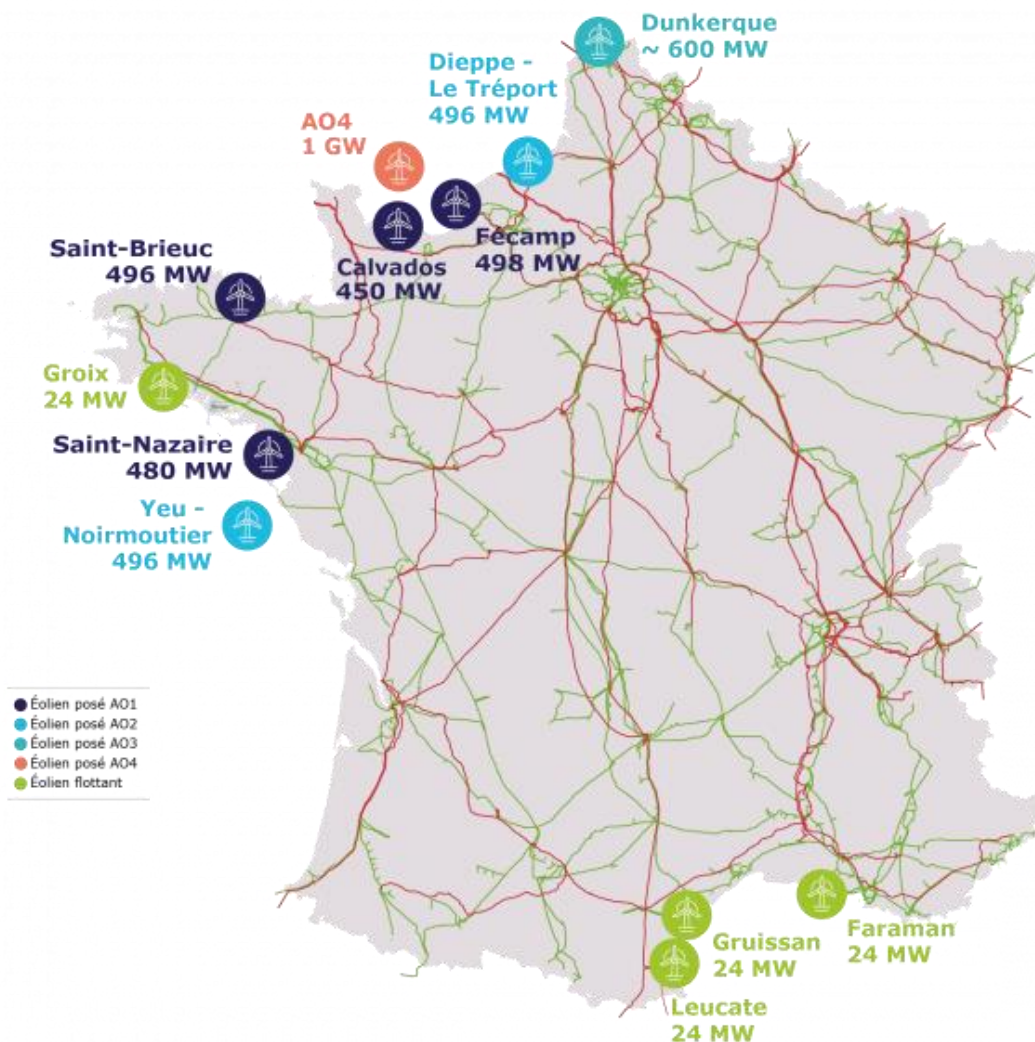 Dunkerque
~ 600 MW
Dieppe -
Le Tréport
496 MW
AO4
1 GW
Fécamp
498 MW
Calvados
450 MW
Saint-Brieuc
496 MW
Groix
24 MW
Saint-Nazaire
480 MW
Yeu -
Noirmoutier
496 MW
Éolien posé AO1
Éolien posé AO2
Éolien posé AO3
Éolien posé AO4
Éolien flottant
Gruissan
24 MW
Faraman
24 MW
Leucate
24 MW